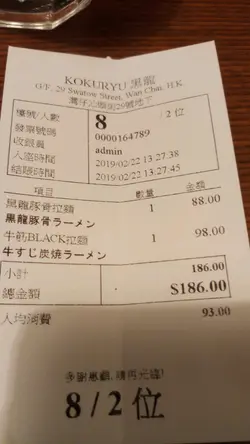 KOKURYU 黑龍
G/F, 29 Swatow Street, Wan Chai, H.K.
灣仔汕頭街29號地下
檯號/人數 8 / 2 位
發票號碼 0000164789
收銀員 admin
入座時間 2019/02/22 13:27:38
結賬時間 2019/02/22 13:27:45
項目 數量 金額
黑龍豚骨拉麵 1 88.00
黒龍豚骨ラーメン
牛筋BLACK拉麵 1 98.00
牛すじ炭焼ラーメン
小計 186.00
總金額 $186.00
人均消費 93.00
多謝惠顧, 請再光臨!
8 / 2 位